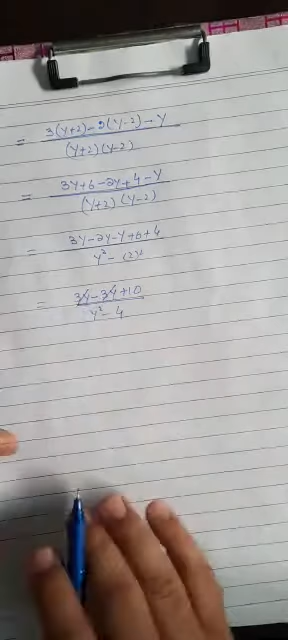 = 3(y+2)-2(y-2)-y / (y+2)(y-2)
= 3y+6-2y+4-y / (y+2)(y-2)
= 3y-2y-y+6+4 / y²-(2)²
= 3y-3y+10 / y²-4